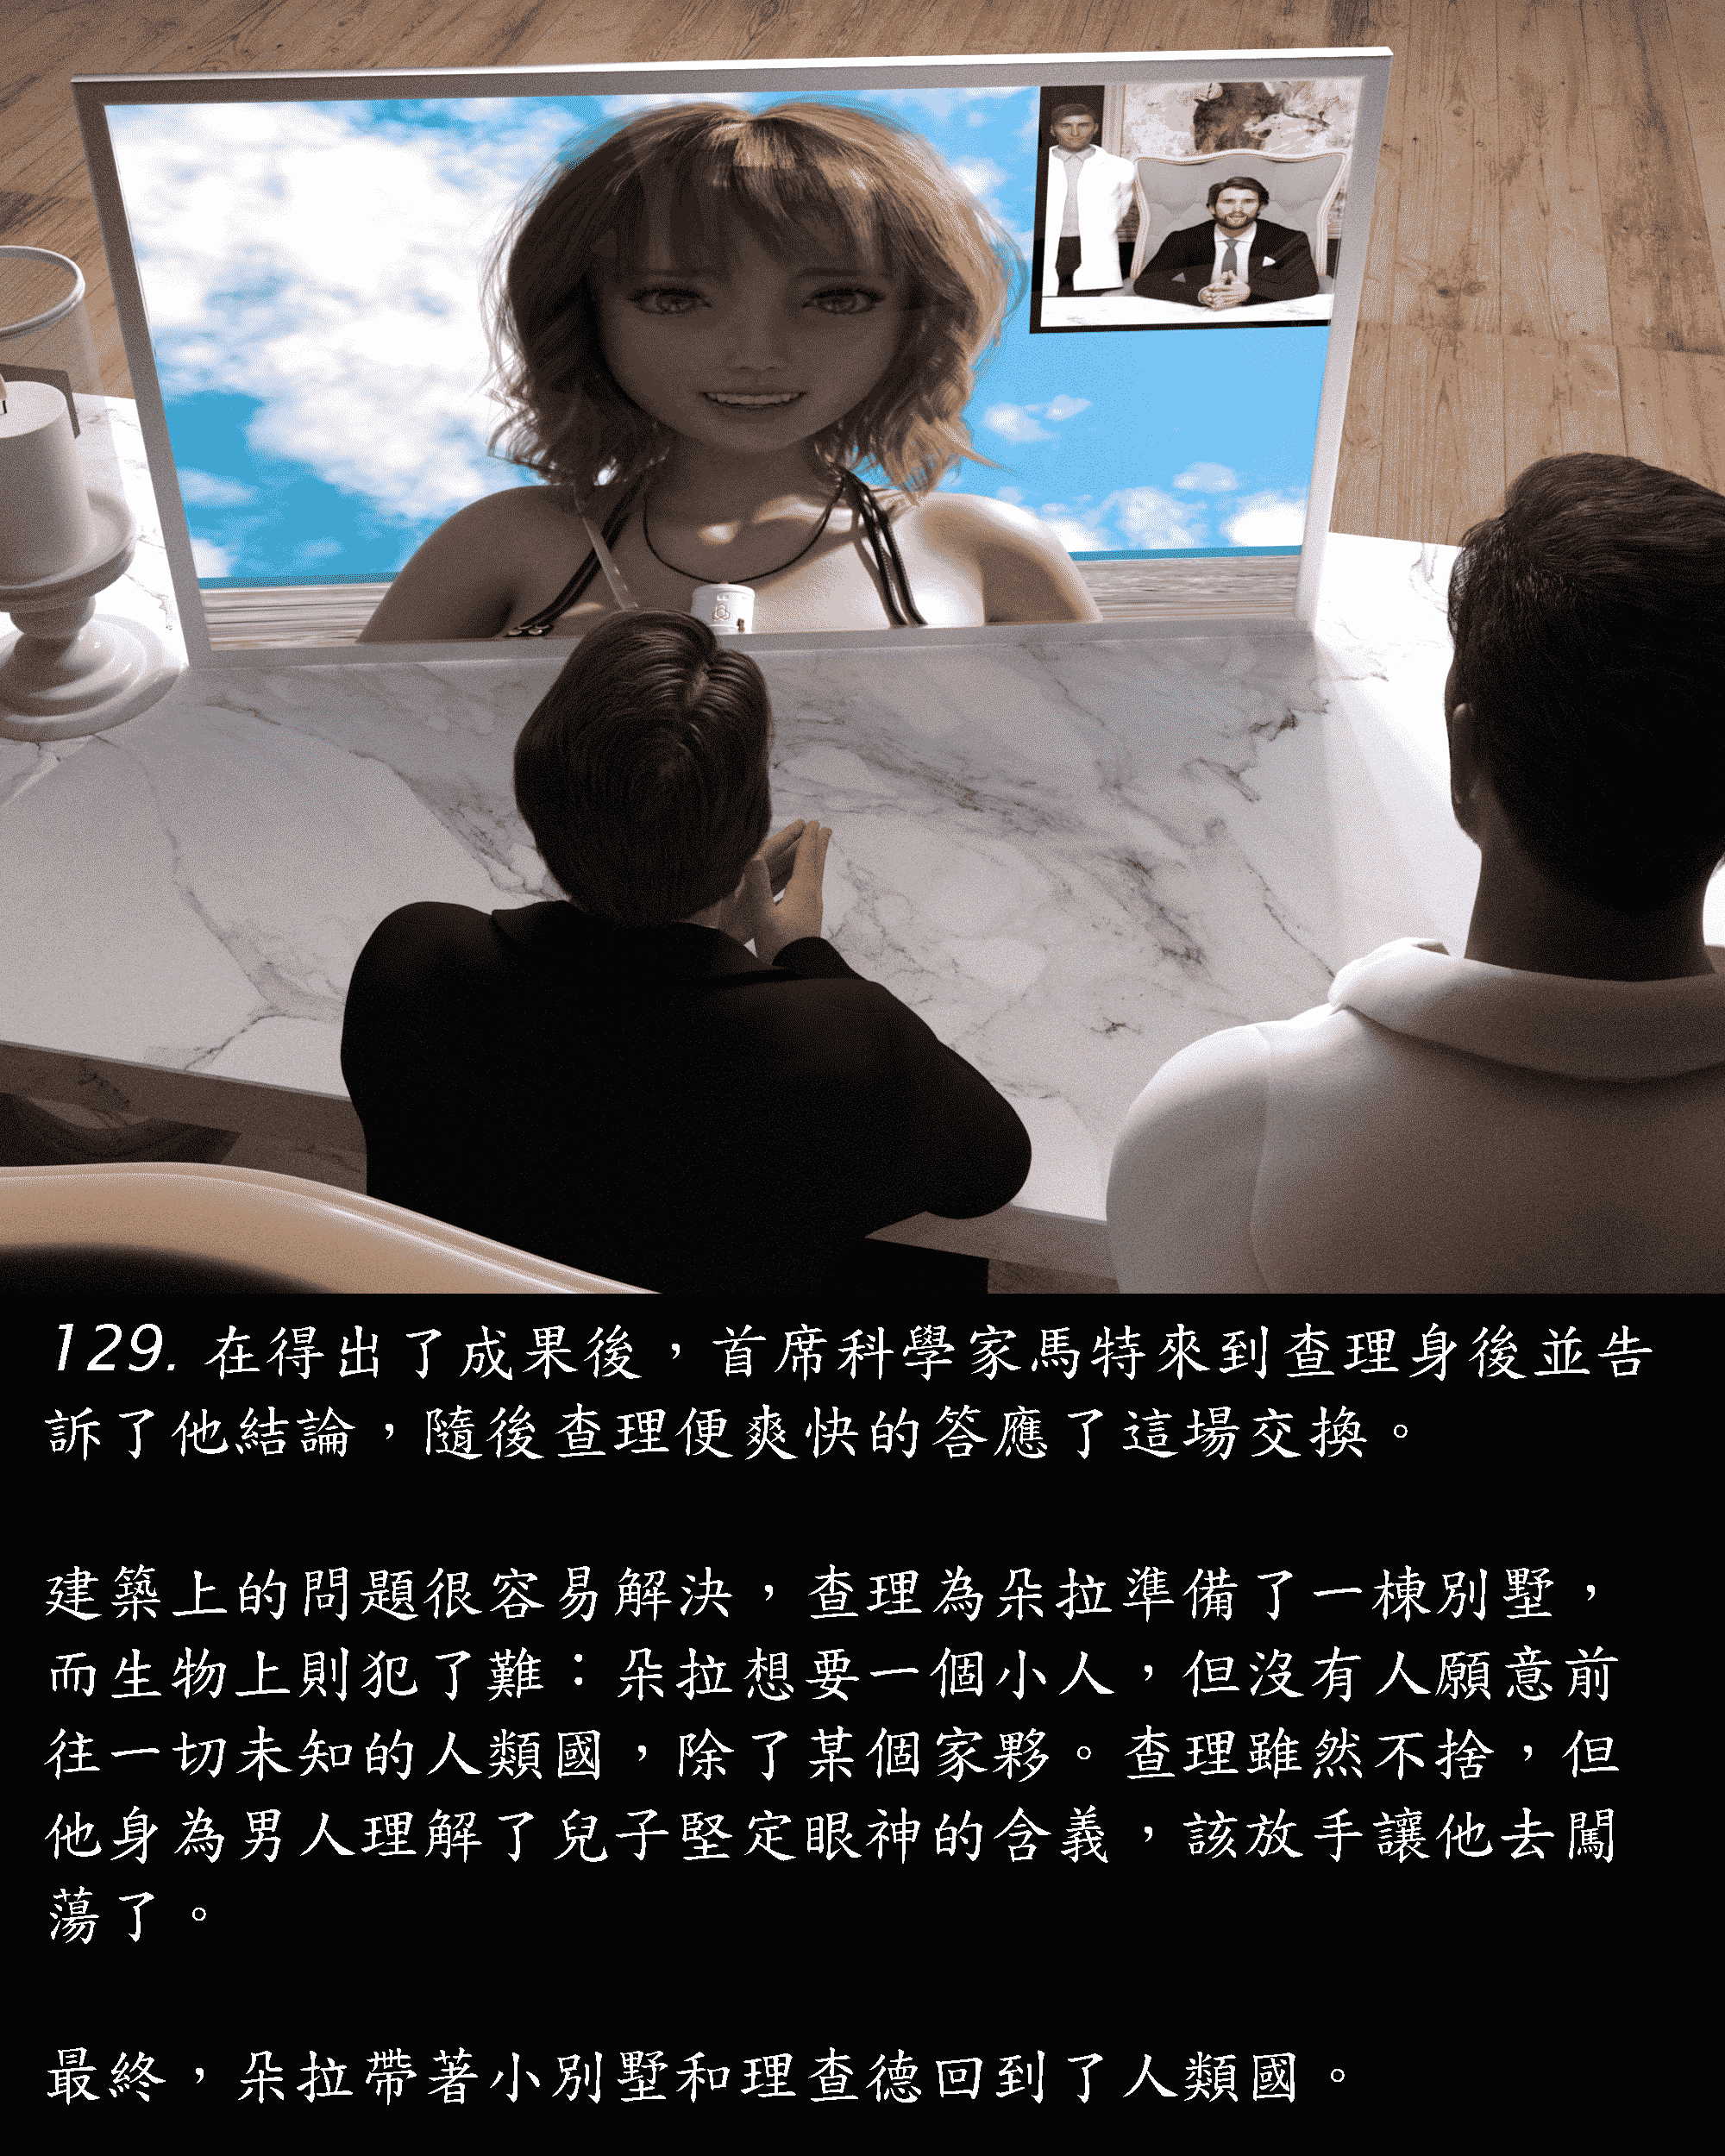 129. 在得出了成果後，首席科學家馬特來到查理身後並告
訴了他結論，隨後查理便爽快的答應了這場交換。
建築上的問題很容易解決，查理為朵拉準備了一棟別墅，
而生物上則犯了難：朵拉想要一個小人，但沒有人願意前
往一切未知的人類國，除了某個家夥。查理雖然不捨，但
他身為男人理解了兒子堅定眼神的含義，該放手讓他去闖
蕩了。
最終，朵拉帶著小別墅和理查德回到了人類國。